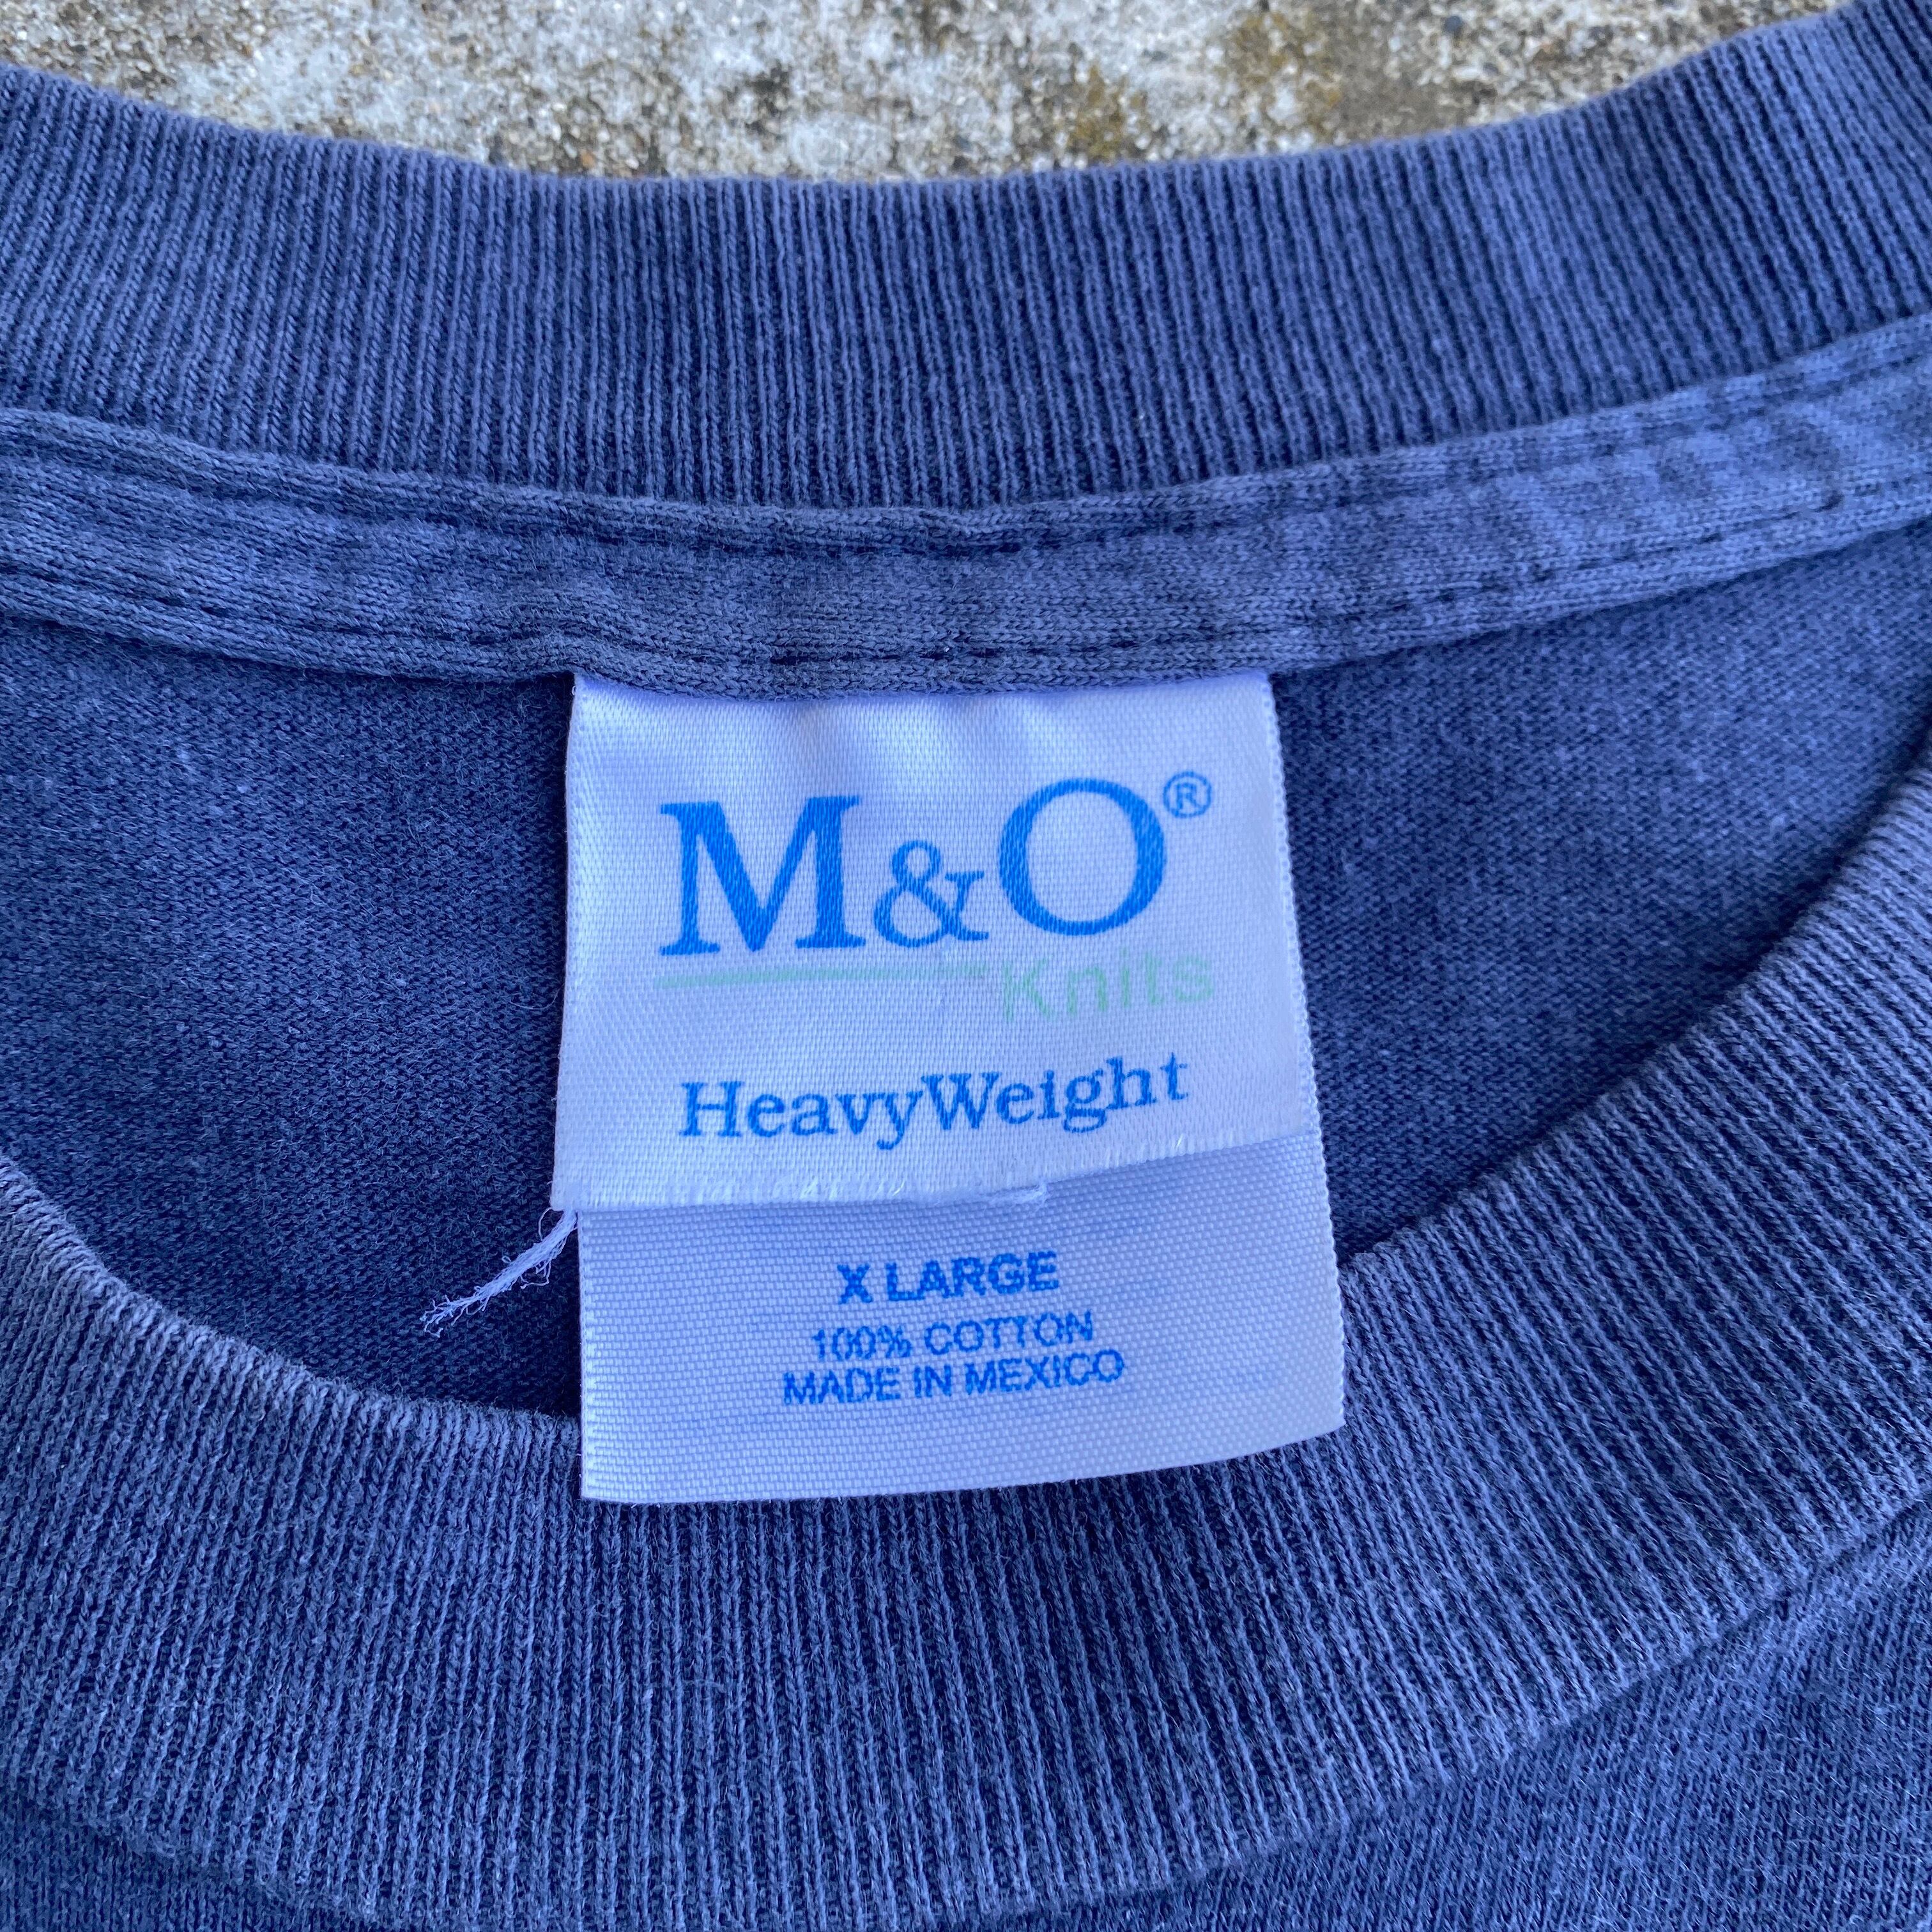 M&O®
Knits
HeavyWeight
X LARGE
100% COTTON
MADE IN MEXICO